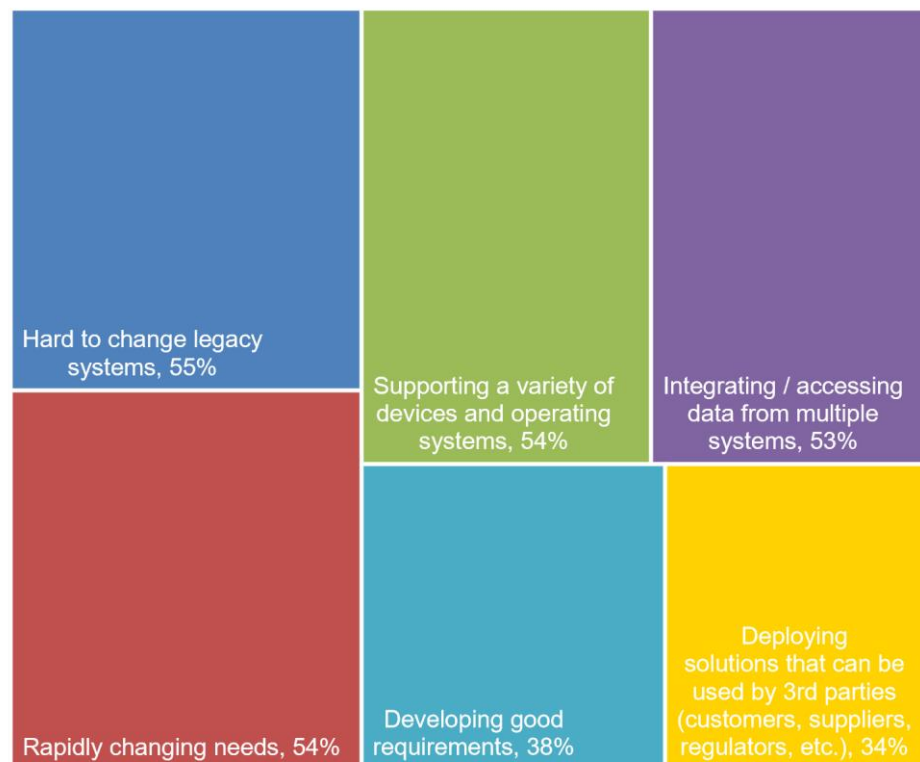 Hard to change legacy
systems, 55%
Supporting a variety of
devices and operating
systems, 54%
Integrating / accessing
data from multiple
systems, 53%
Rapidly changing needs, 54%
Developing good
requirements, 38%
Deploying
solutions that can be
used by 3rd parties
(customers, suppliers,
regulators, etc.), 34%